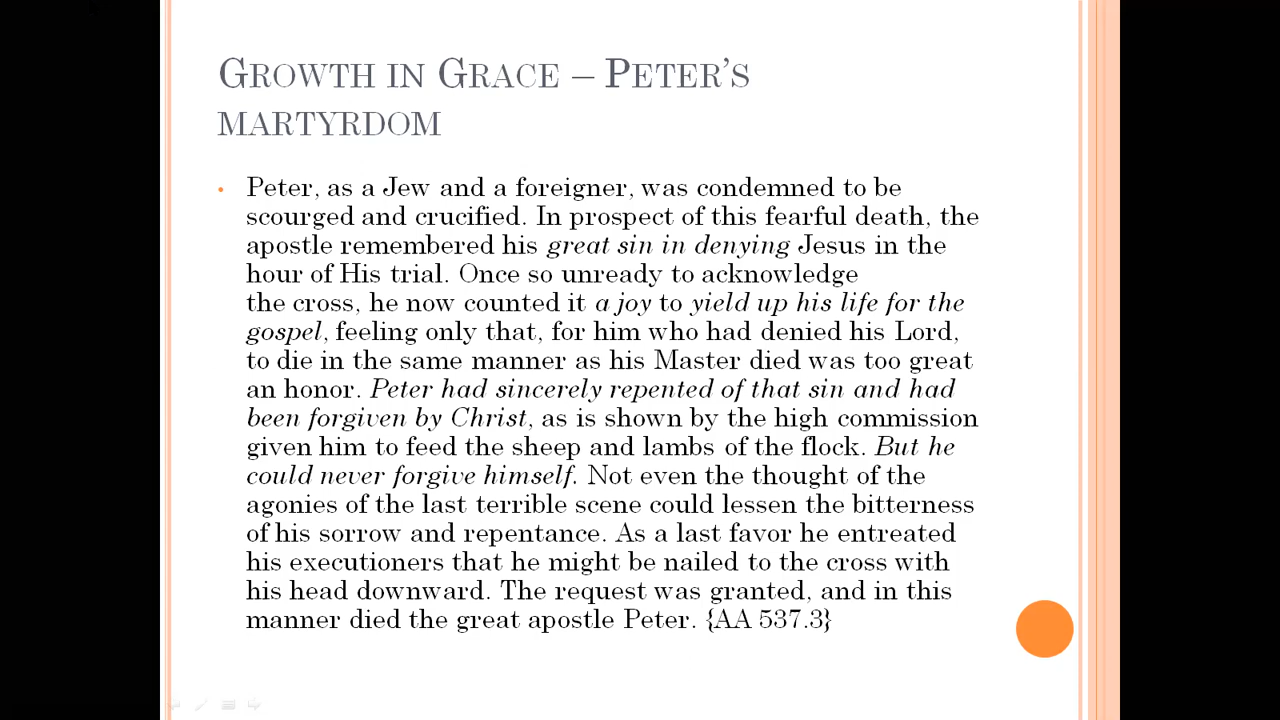 Growth in Grace – Peter's
martyrdom
• Peter, as a Jew and a foreigner, was condemned to be
scourged and crucified. In prospect of this fearful death, the
apostle remembered his great sin in denying Jesus in the
hour of His trial. Once so unready to acknowledge
the cross, he now counted it a joy to yield up his life for the
gospel, feeling only that, for him who had denied his Lord,
to die in the same manner as his Master died was too great
an honor. Peter had sincerely repented of that sin and had
been forgiven by Christ, as is shown by the high commission
given him to feed the sheep and lambs of the flock. But he
could never forgive himself. Not even the thought of the
agonies of the last terrible scene could lessen the bitterness
of his sorrow and repentance. As a last favor he entreated
his executioners that he might be nailed to the cross with
his head downward. The request was granted, and in this
manner died the great apostle Peter. {AA 537.3}